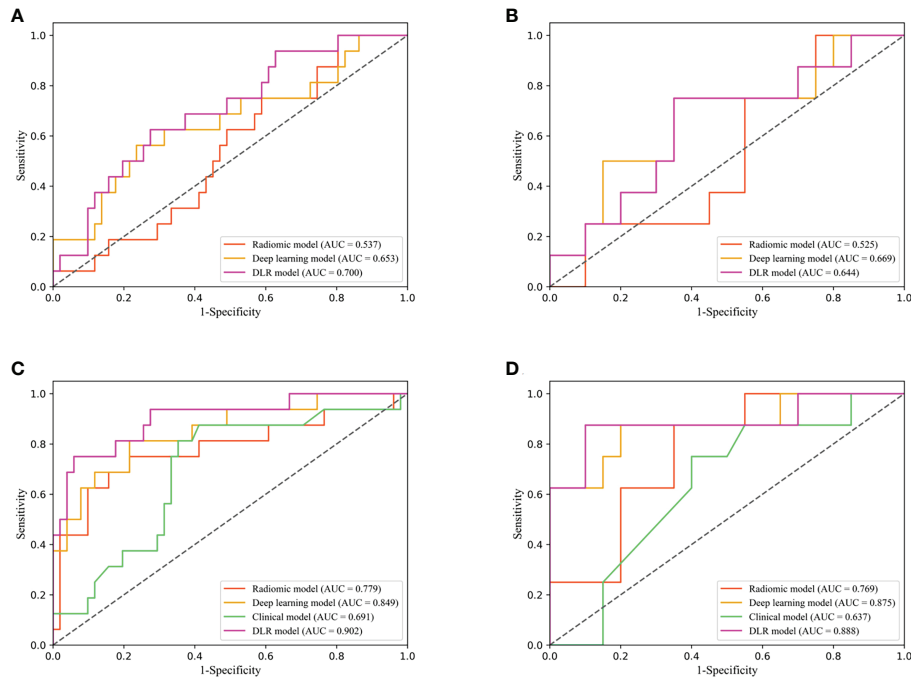 A
1.0
0.8
0.6
0.4
0.2
0.0
Sensitivity
Radiomic model (AUC = 0.537)
Deep learning model (AUC = 0.653)
DLR model (AUC = 0.700)
0.0 0.2 0.4 0.6 0.8 1.0
1-Specificity
B
1.0
0.8
0.6
0.4
0.2
0.0
Sensitivity
Radiomic model (AUC = 0.525)
Deep learning model (AUC = 0.669)
DLR model (AUC = 0.644)
0.0 0.2 0.4 0.6 0.8 1.0
1-Specificity
C
1.0
0.8
0.6
0.4
0.2
0.0
Sensitivity
Radiomic model (AUC = 0.779)
Deep learning model (AUC = 0.849)
Clinical model (AUC = 0.691)
DLR model (AUC = 0.902)
0.0 0.2 0.4 0.6 0.8 1.0
1-Specificity
D
1.0
0.8
0.6
0.4
0.2
0.0
Sensitivity
Radiomic model (AUC = 0.769)
Deep learning model (AUC = 0.875)
Clinical model (AUC = 0.637)
DLR model (AUC = 0.888)
0.0 0.2 0.4 0.6 0.8 1.0
1-Specificity